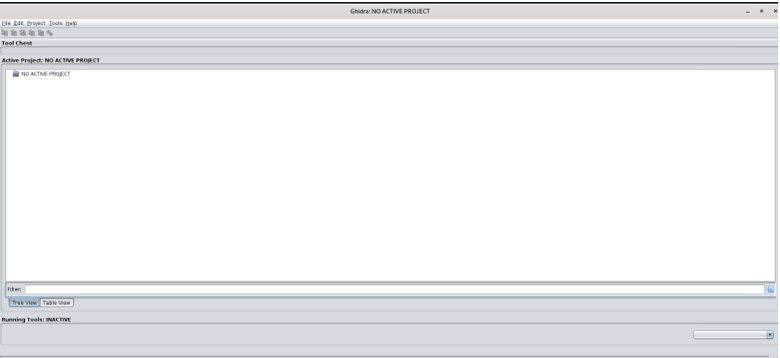 Ghidra: NO ACTIVE PROJECT
File Edit Project Tools Help
Tool Chest
Active Project: NO ACTIVE PROJECT
NO ACTIVE PROJECT
Filter:
Tree View Table View
Running Tools: INACTIVE